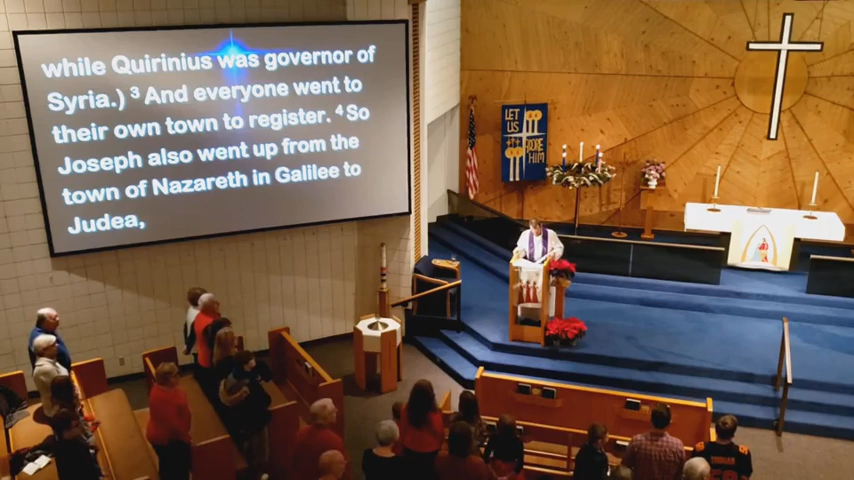 while Quirinius was governor of
Syria.) ³ And everyone went to
their own town to register. ⁴ So
Joseph also went up from the
town of Nazareth in Galilee to
Judea,
LET
US
HIM